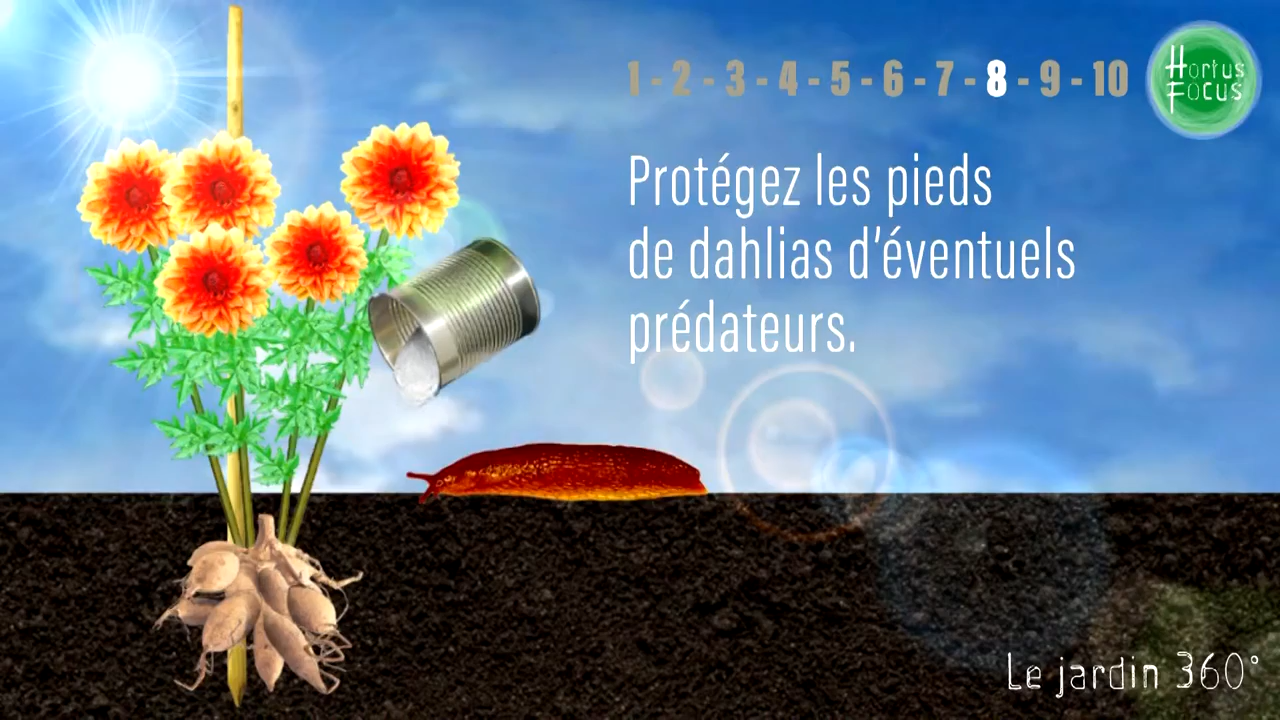 1 - 2 - 3 - 4 - 5 - 6 - 7 - 8 - 9 - 10
Hortus
Focus
Protégez les pieds
de dahlias d'éventuels
prédateurs.
Le jardin 360°